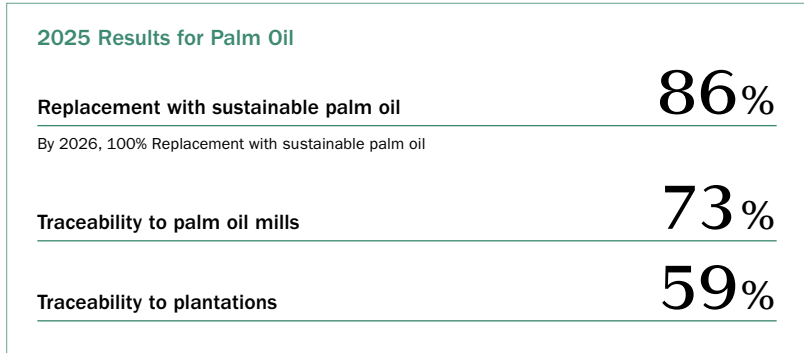 2025 Results for Palm Oil
Replacement with sustainable palm oil 86%
By 2026, 100% Replacement with sustainable palm oil
Traceability to palm oil mills 73%
Traceability to plantations 59%